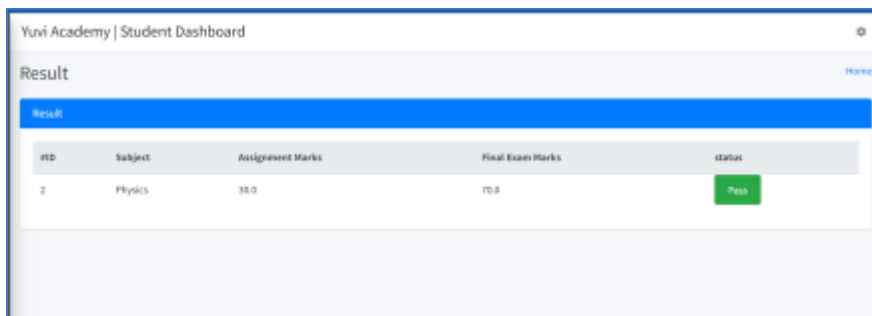 Yuvi Academy | Student Dashboard
Result Home
Result
#ID Subject Assignment Marks Final Exam Marks status
2 Physics 30.0 70.0 Pass